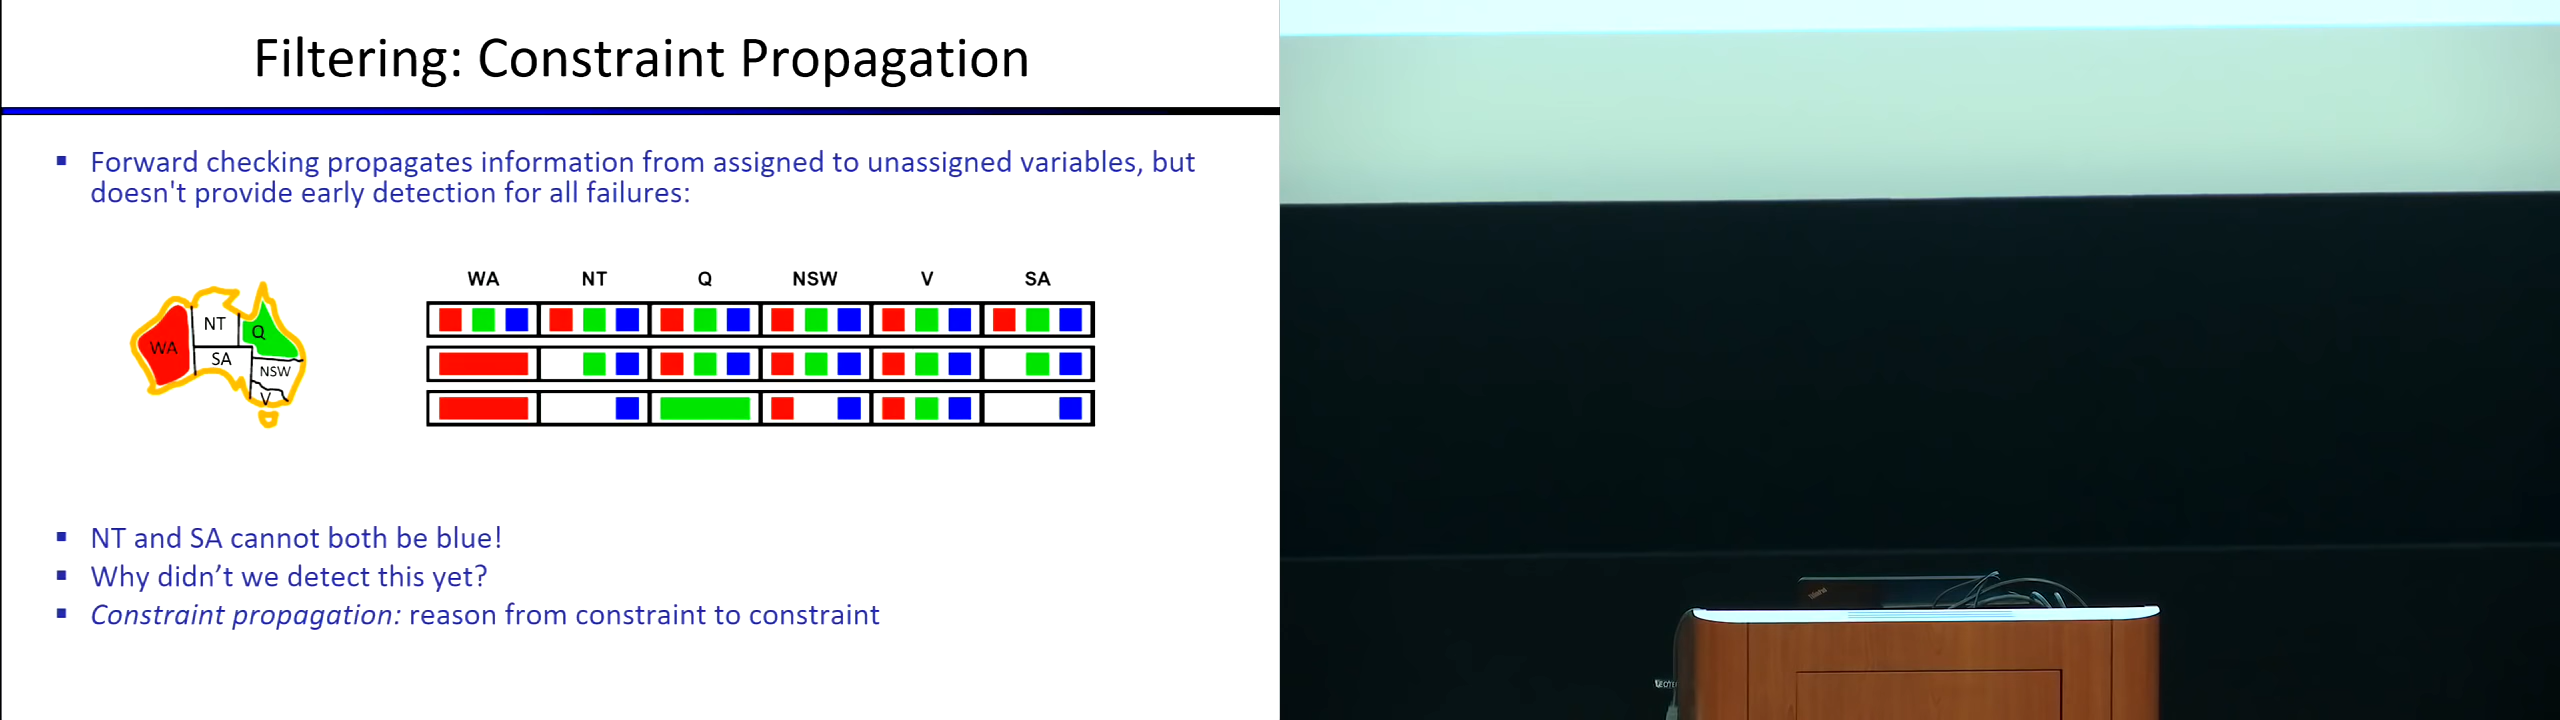 Filtering: Constraint Propagation
▪ Forward checking propagates information from assigned to unassigned variables, but
doesn't provide early detection for all failures:
WA NT Q NSW V SA
NT
Q
WA
SA
NSW
V
▪ NT and SA cannot both be blue!
▪ Why didn’t we detect this yet?
▪ Constraint propagation: reason from constraint to constraint
ThinkPad